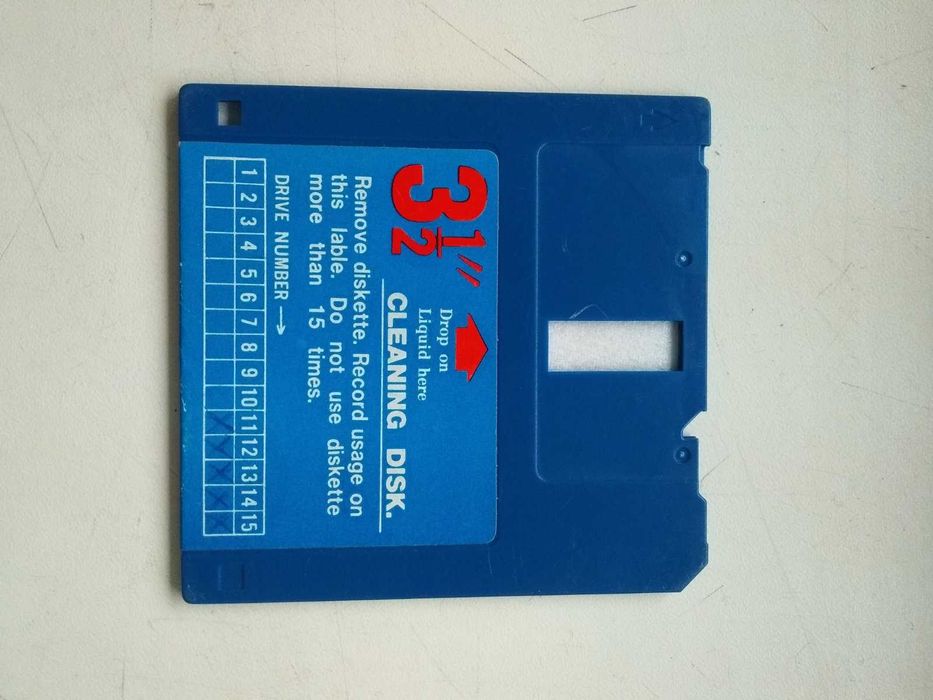 3 1/2"
Drop on
Liquid here
CLEANING DISK.
Remove diskette. Record usage on
this lable. Do not use diskette
more than 15 times.
DRIVE NUMBER →
1 2 3 4 5 6 7 8 9 10 11 12 13 14 15
X X X X X